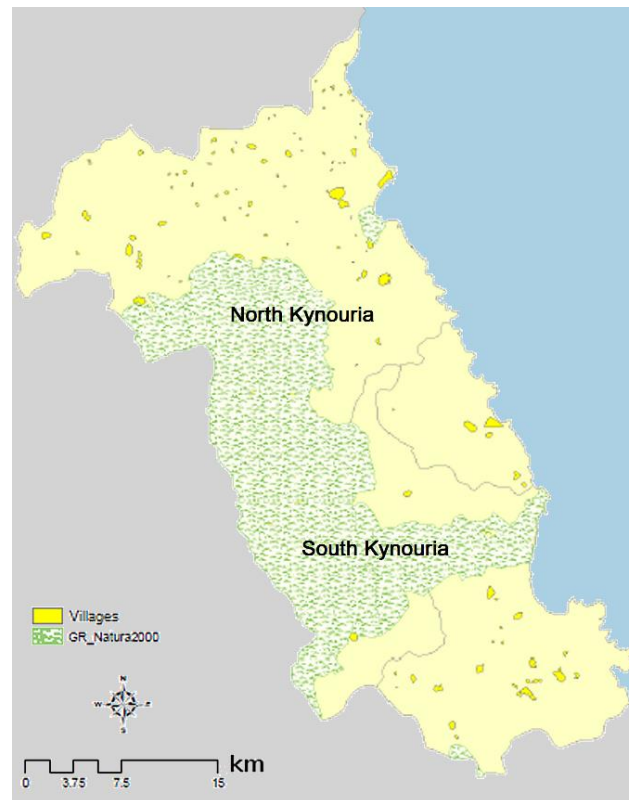 North Kynouria
South Kynouria
Villages
GR_Natura2000
N
W E
S
km
0 3.75 7.5 15